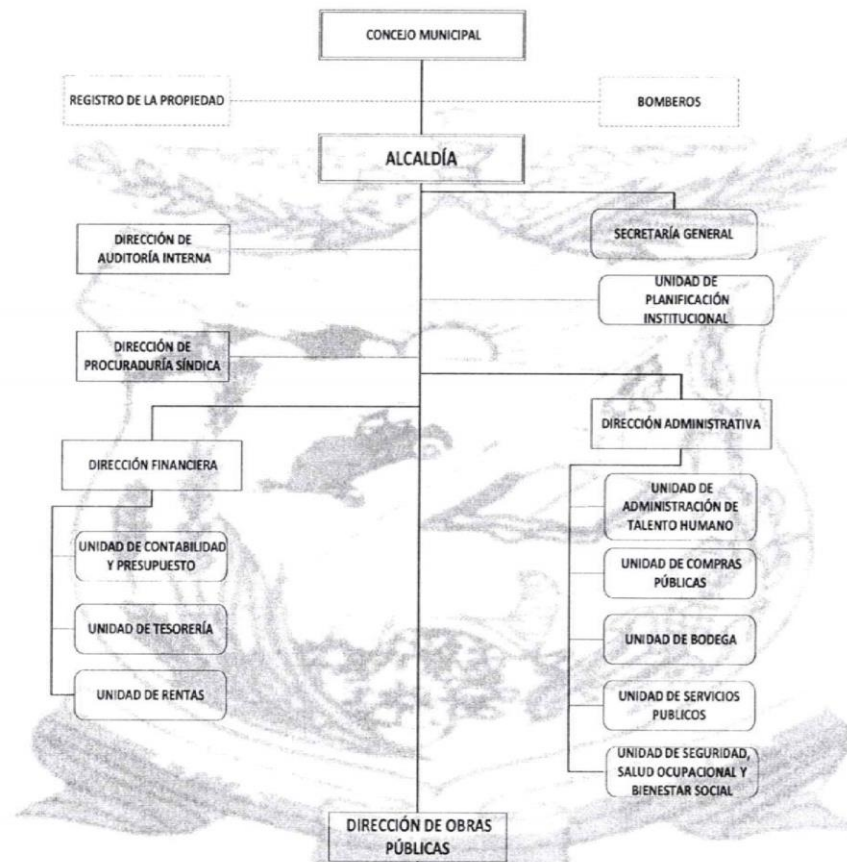 CONCEJO MUNICIPAL
REGISTRO DE LA PROPIEDAD
BOMBEROS
ALCALDÍA
SECRETARÍA GENERAL
DIRECCIÓN DE
AUDITORÍA INTERNA
UNIDAD DE
PLANIFICACIÓN
INSTITUCIONAL
DIRECCIÓN DE
PROCURADURÍA SÍNDICA
DIRECCIÓN ADMINISTRATIVA
DIRECCIÓN FINANCIERA
UNIDAD DE
ADMINISTRACIÓN DE
TALENTO HUMANO
UNIDAD DE CONTABILIDAD
Y PRESUPUESTO
UNIDAD DE COMPRAS
PÚBLICAS
UNIDAD DE TESORERÍA
UNIDAD DE BODEGA
UNIDAD DE RENTAS
UNIDAD DE SERVICIOS
PUBLICOS
UNIDAD DE SEGURIDAD,
SALUD OCUPACIONAL Y
BIENESTAR SOCIAL
DIRECCIÓN DE OBRAS
PÚBLICAS